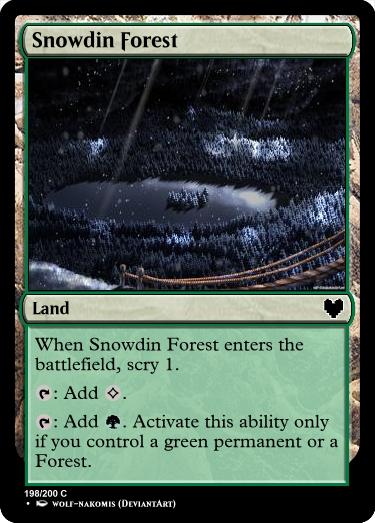 Snowdin Forest
Land
When Snowdin Forest enters the
battlefield, scry 1.
: Add .
: Add . Activate this ability only
if you control a green permanent or a
Forest.
198/200 C
• wolf-nakomis (DeviantArt)